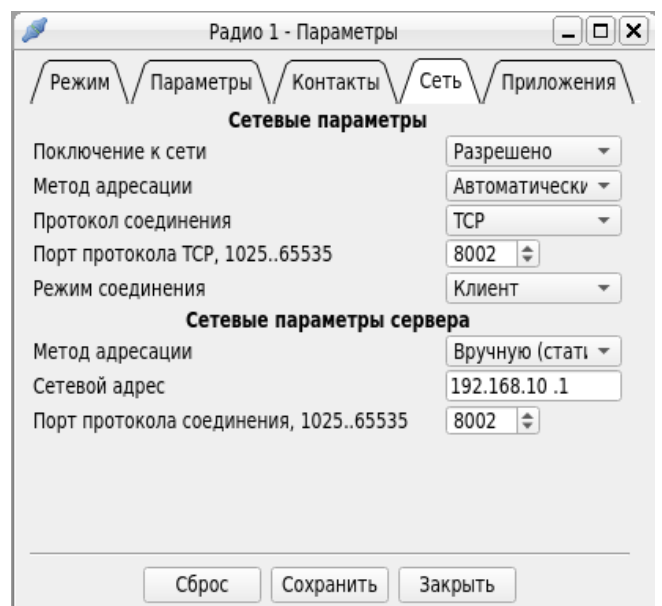 Радио 1 - Параметры
Режим Параметры Контакты Сеть Приложения
Сетевые параметры
Поключение к сети Разрешено
Метод адресации Автоматически
Протокол соединения TCP
Порт протокола TCP, 1025..65535 8002
Режим соединения Клиент
Сетевые параметры сервера
Метод адресации Вручную (стати
Сетевой адрес 192.168.10 .1
Порт протокола соединения, 1025..65535 8002
Сброс Сохранить Закрыть